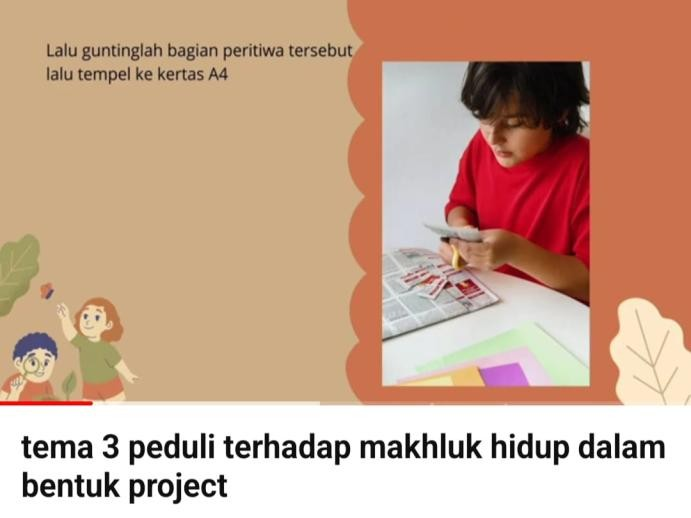 Lalu guntinglah bagian peritiwa tersebut
lalu tempel ke kertas A4
tema 3 peduli terhadap makhluk hidup dalam
bentuk project